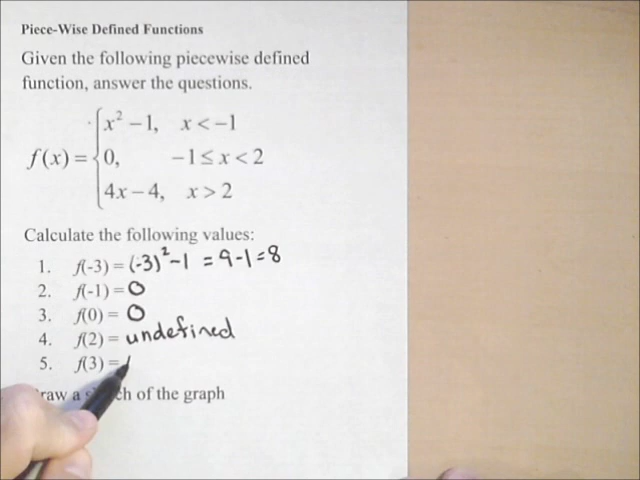 Piece-Wise Defined Functions
Given the following piecewise defined
function, answer the questions.
x² − 1, x < −1
f(x) = { 0, −1 ≤ x < 2
4x − 4, x > 2
Calculate the following values:
1. f(-3) = (-3)² -1 = 9-1=8
2. f(-1) = 0
3. f(0) = 0
4. f(2) = undefined
5. f(3) =
of the graph